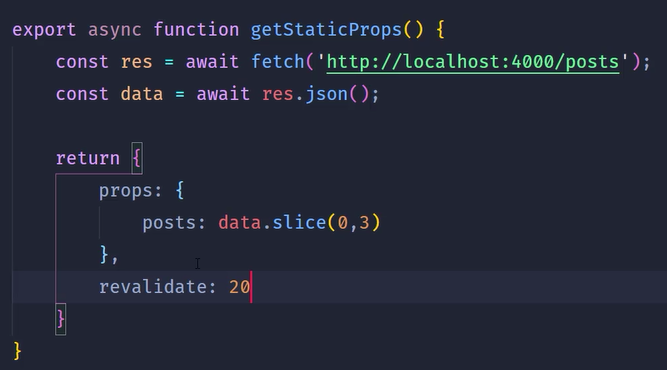 export async function getStaticProps() {
    const res = await fetch('http://localhost:4000/posts');
    const data = await res.json();

    return {
        props: {
            posts: data.slice(0,3)
        },
        revalidate: 20
    }
}